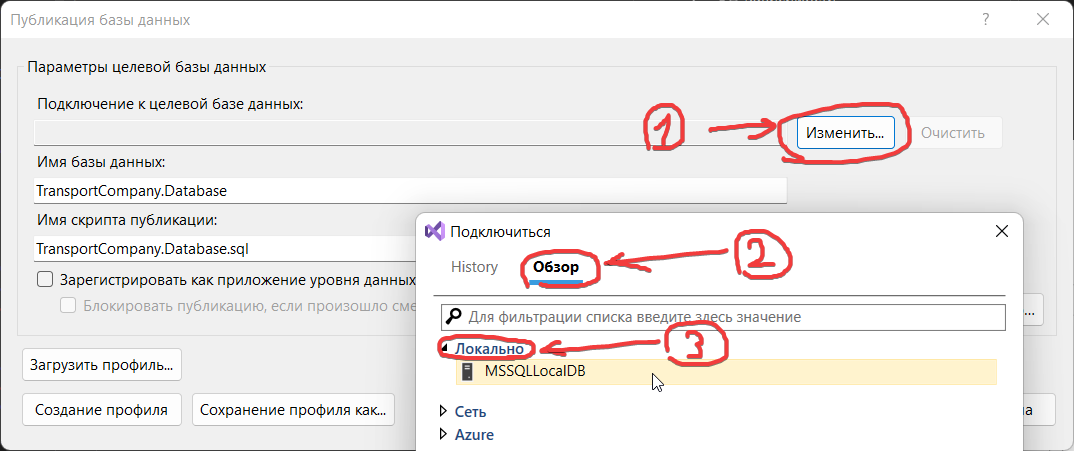 Публикация базы данных
?
Параметры целевой базы данных
Подключение к целевой базе данных:
1
Изменить...
Очистить
Имя базы данных:
TransportCompany.Database
Имя скрипта публикации:
TransportCompany.Database.sql
Зарегистрировать как приложение уровня данных
Блокировать публикацию, если произошло
...
Загрузить профиль...
Создание профиля
Сохранение профиля как...
Подключиться
History
Обзор
2
Для фильтрации списка введите здесь значение
Локально
3
MSSQLLocalDB
Сеть
Azure